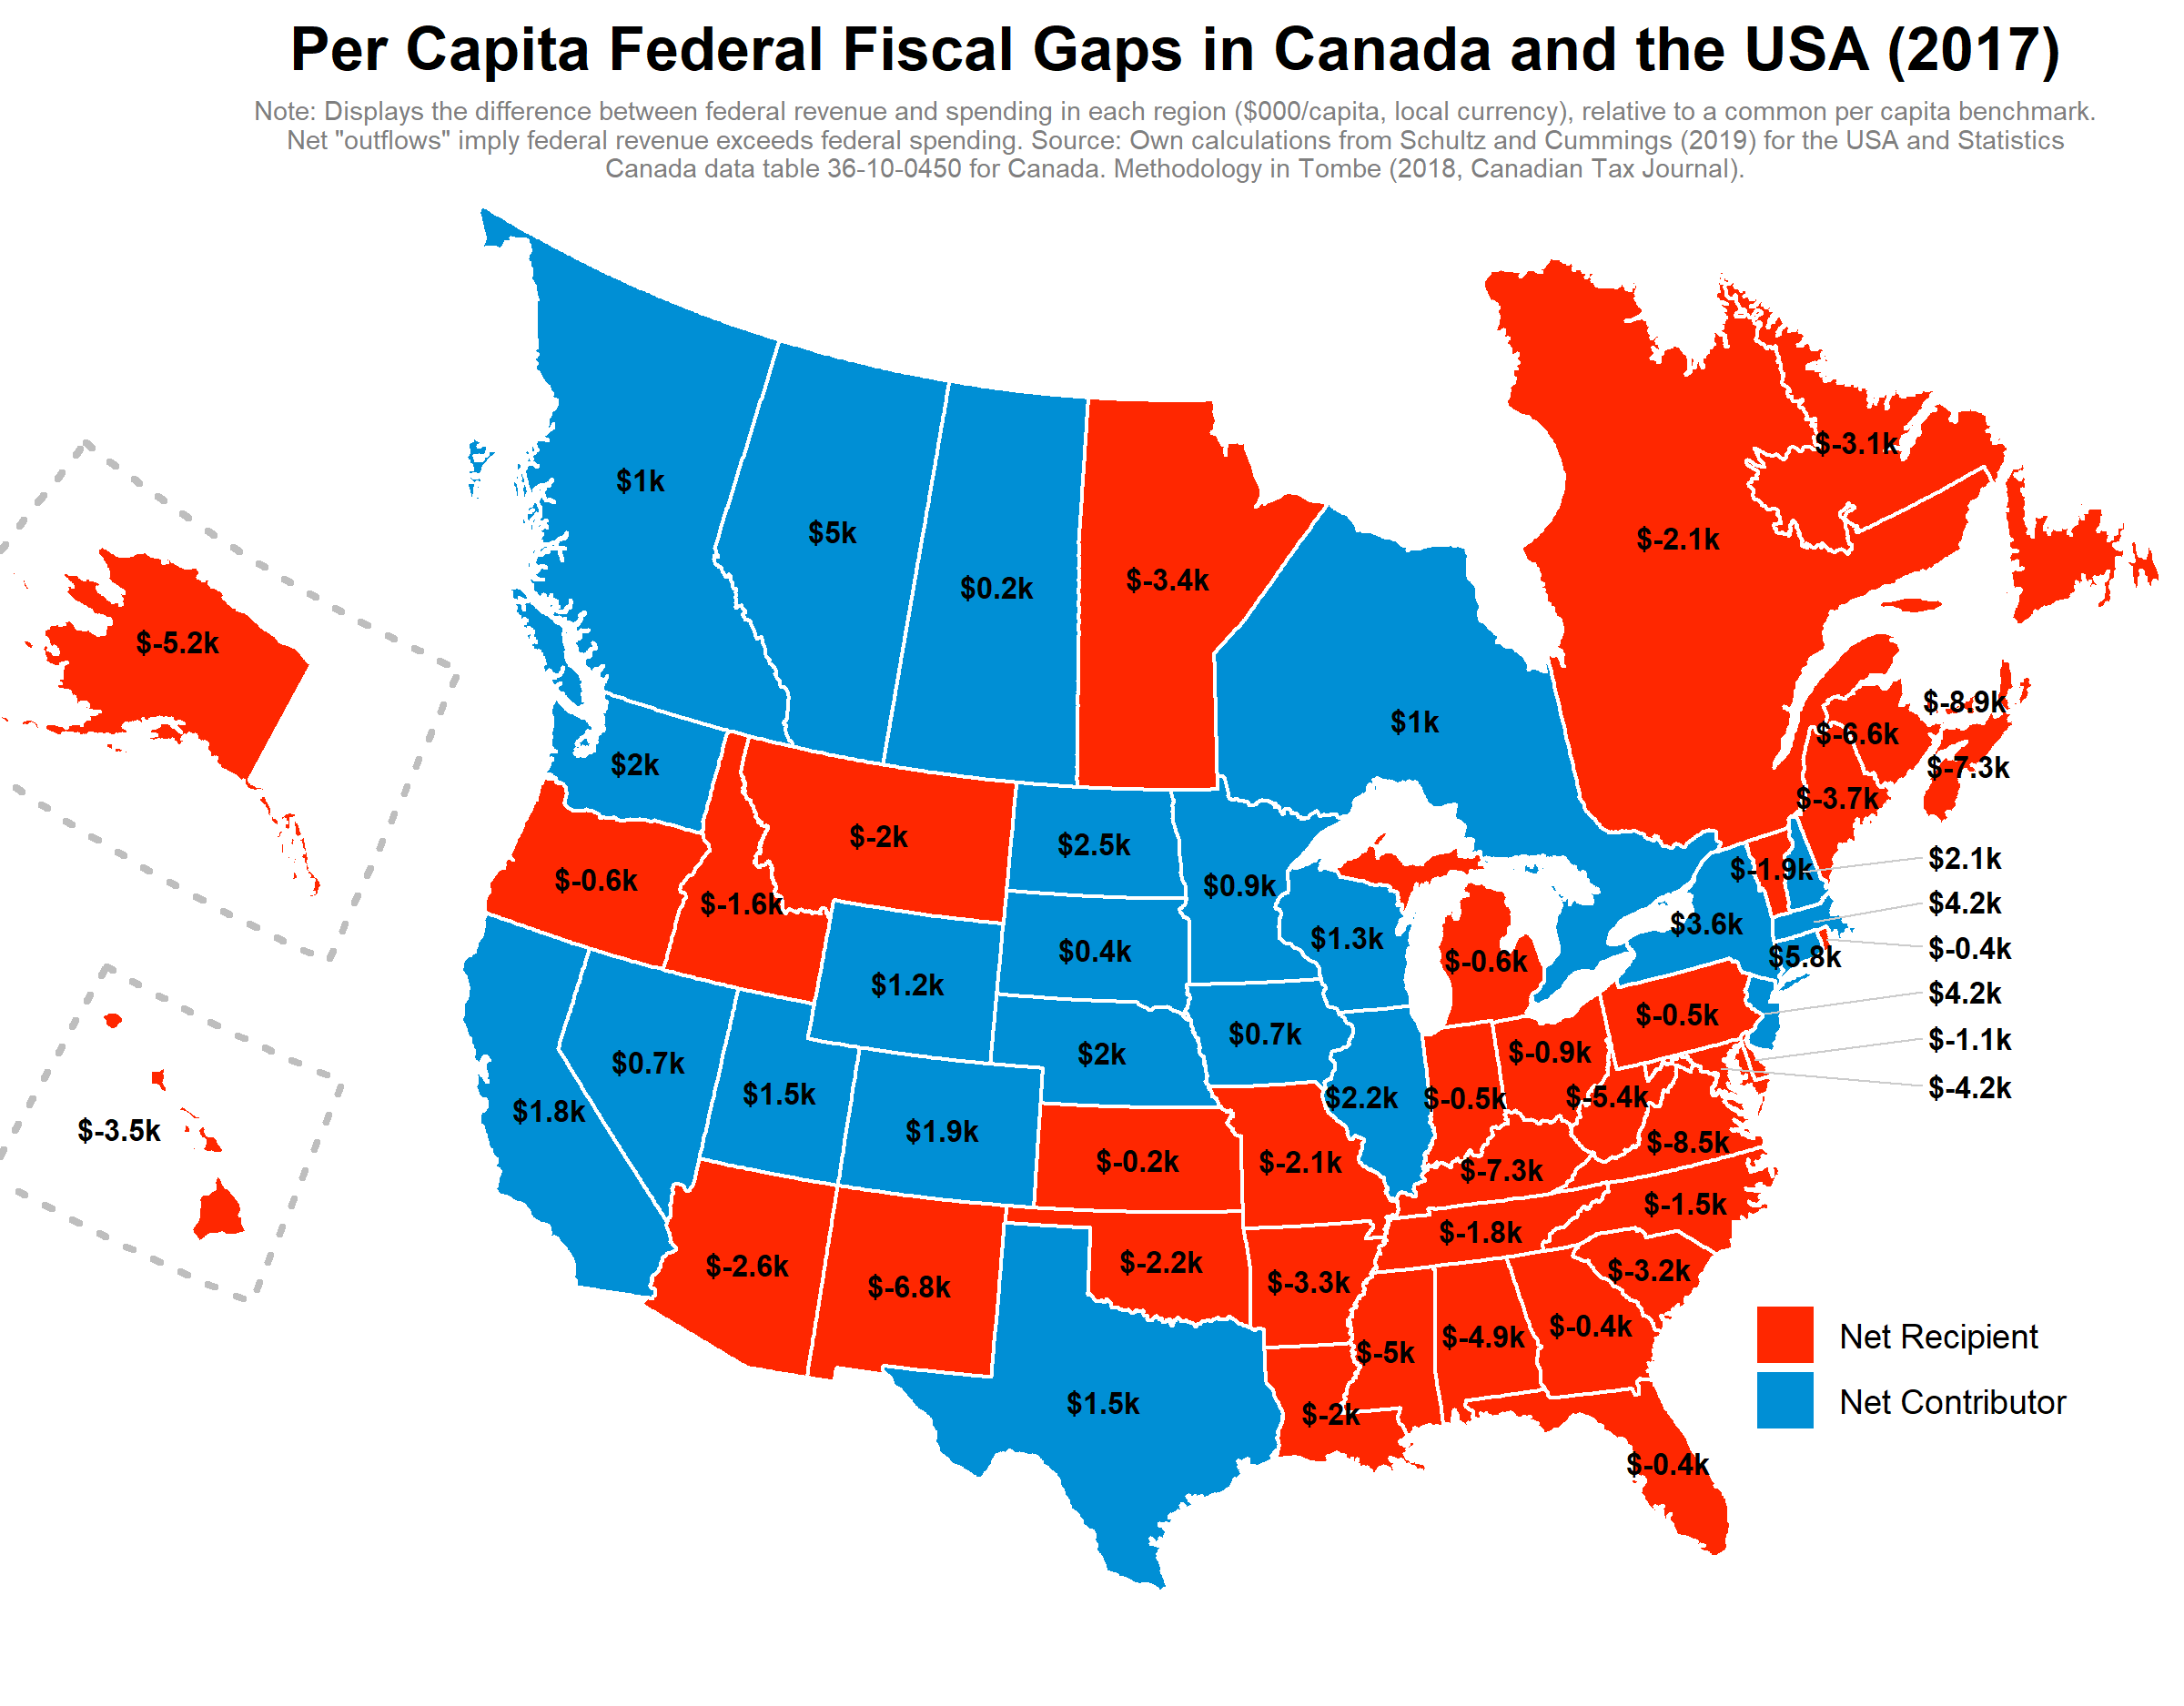 Per Capita Federal Fiscal Gaps in Canada and the USA (2017)
Note: Displays the difference between federal revenue and spending in each region ($000/capita, local currency), relative to a common per capita benchmark.
Net "outflows" imply federal revenue exceeds federal spending. Source: Own calculations from Schultz and Cummings (2019) for the USA and Statistics
Canada data table 36-10-0450 for Canada. Methodology in Tombe (2018, Canadian Tax Journal).
$-3.1k
$1k
$5k
$-2.1k
$-3.4k
$0.2k
$-5.2k
$-8.9k
$1k
$-6.6k
$2k
$-7.3k
$-3.7k
$-2k
$2.5k
$2.1k
$-1.9k
$-0.6k
$0.9k
$-1.6k
$4.2k
$3.6k
$1.3k
$-0.4k
$0.4k
$5.8k
$-0.6k
$1.2k
$4.2k
$-0.5k
$0.7k
$-1.1k
$2k
$-0.9k
$0.7k
$-4.2k
$1.5k
$2.2k
$-0.5k
$-5.4k
$1.8k
$-3.5k
$1.9k
$-8.5k
$-0.2k
$-2.1k
$-7.3k
$-1.5k
$-1.8k
$-2.6k
$-2.2k
$-3.2k
$-6.8k
$-3.3k
$-0.4k
$-4.9k
Net Recipient
$-5k
$1.5k
Net Contributor
$-2k
$-0.4k